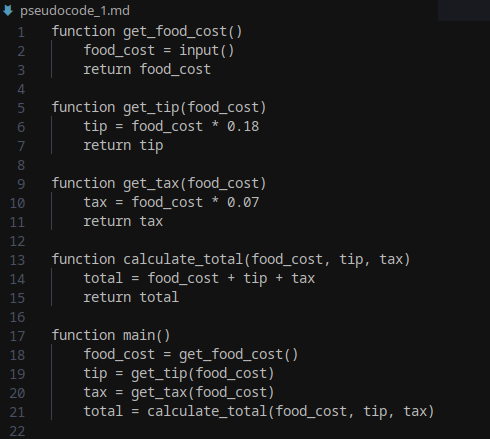 pseudocode_1.md
1 function get_food_cost()
2     food_cost = input()
3     return food_cost
4
5 function get_tip(food_cost)
6     tip = food_cost * 0.18
7     return tip
8
9 function get_tax(food_cost)
10     tax = food_cost * 0.07
11     return tax
12
13 function calculate_total(food_cost, tip, tax)
14     total = food_cost + tip + tax
15     return total
16
17 function main()
18     food_cost = get_food_cost()
19     tip = get_tip(food_cost)
20     tax = get_tax(food_cost)
21     total = calculate_total(food_cost, tip, tax)
22